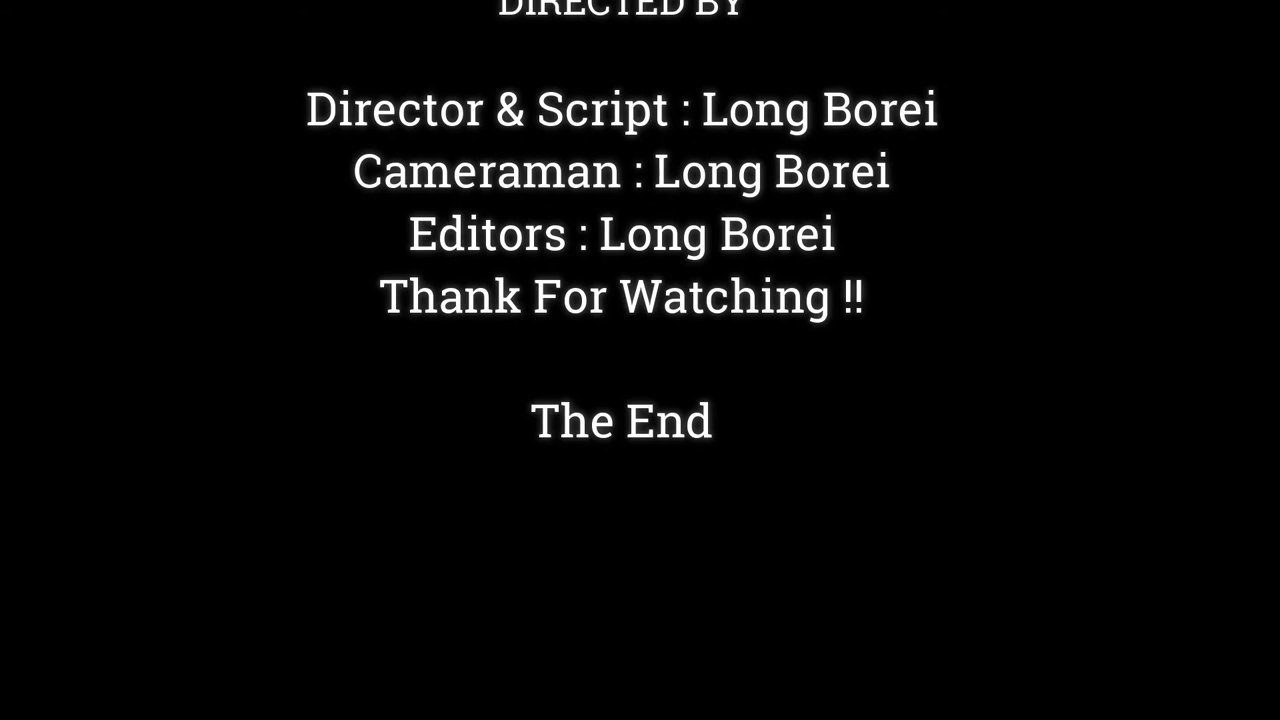 DIRECTED BY
Director & Script : Long Borei
Cameraman : Long Borei
Editors : Long Borei
Thank For Watching !!
The End